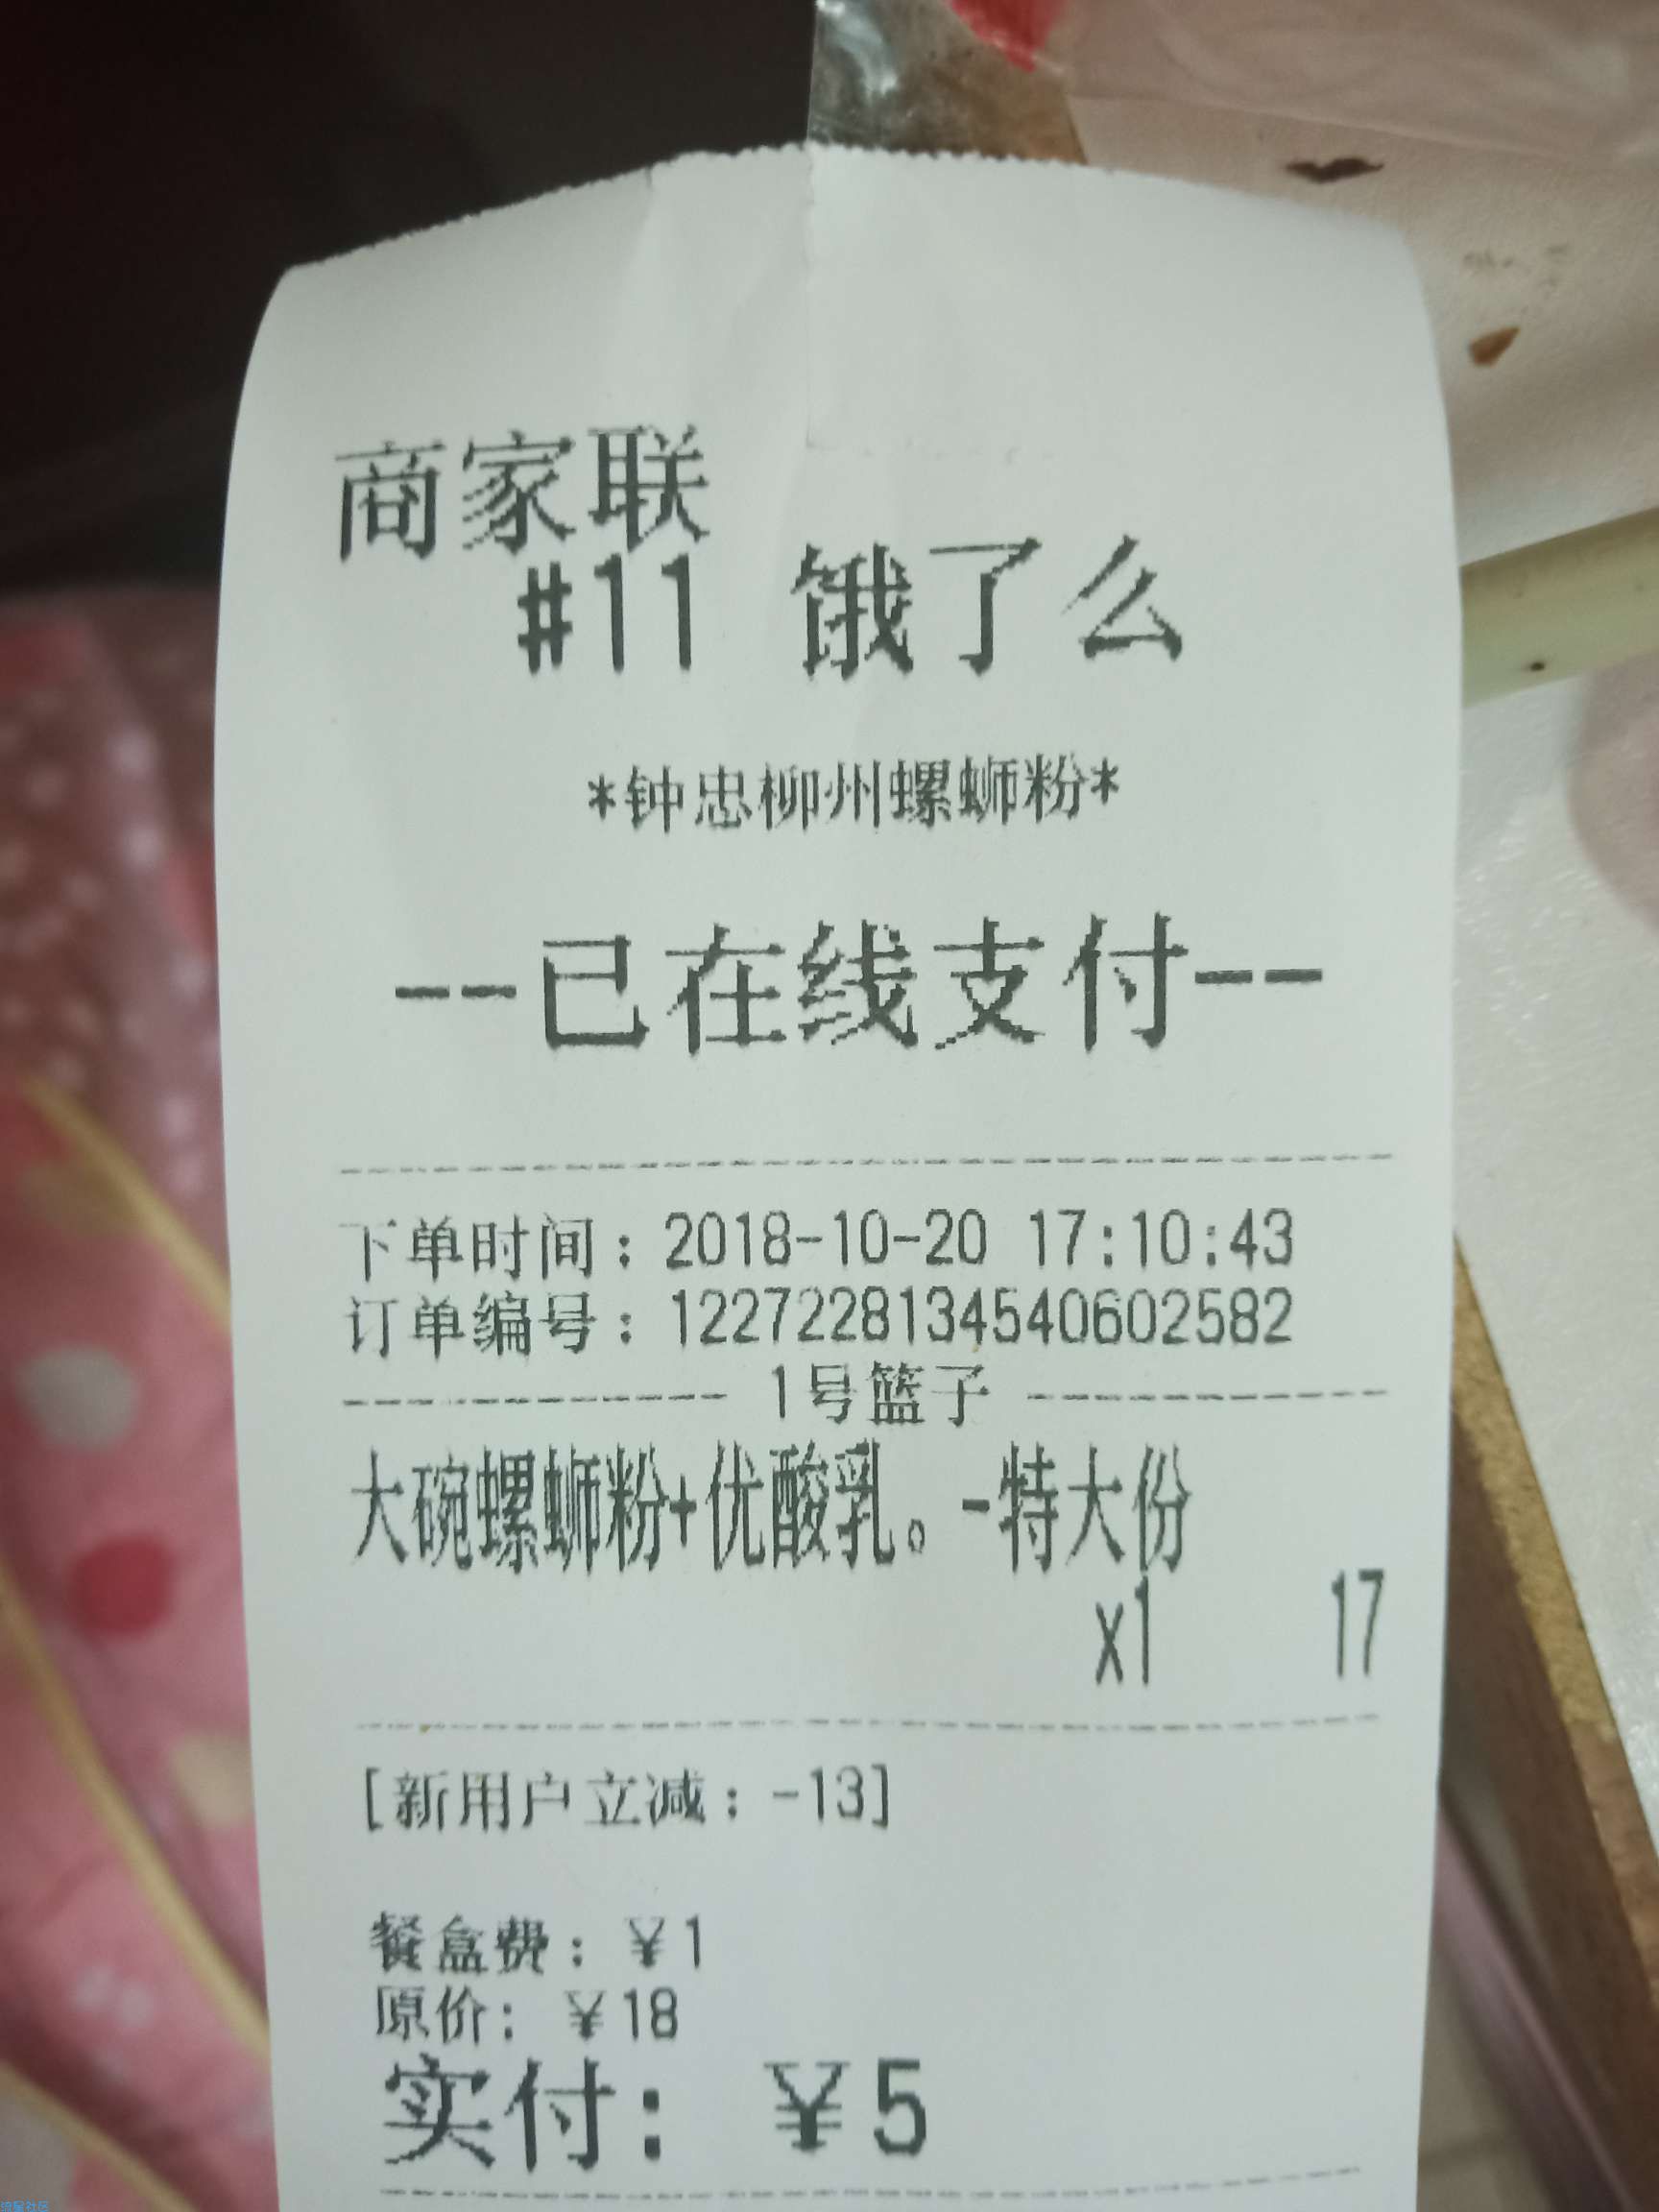 商家联
#11 饿了么
*钟忠柳州螺蛳粉*
--已在线支付--
下单时间：2018-10-20 17:10:43
订单编号：1227228134540602582
1号篮子
大碗螺蛳粉+优酸乳。-特大份
x1 17
[新用户立减：-13]
餐盒费：￥1
原价：￥18
实付：￥5